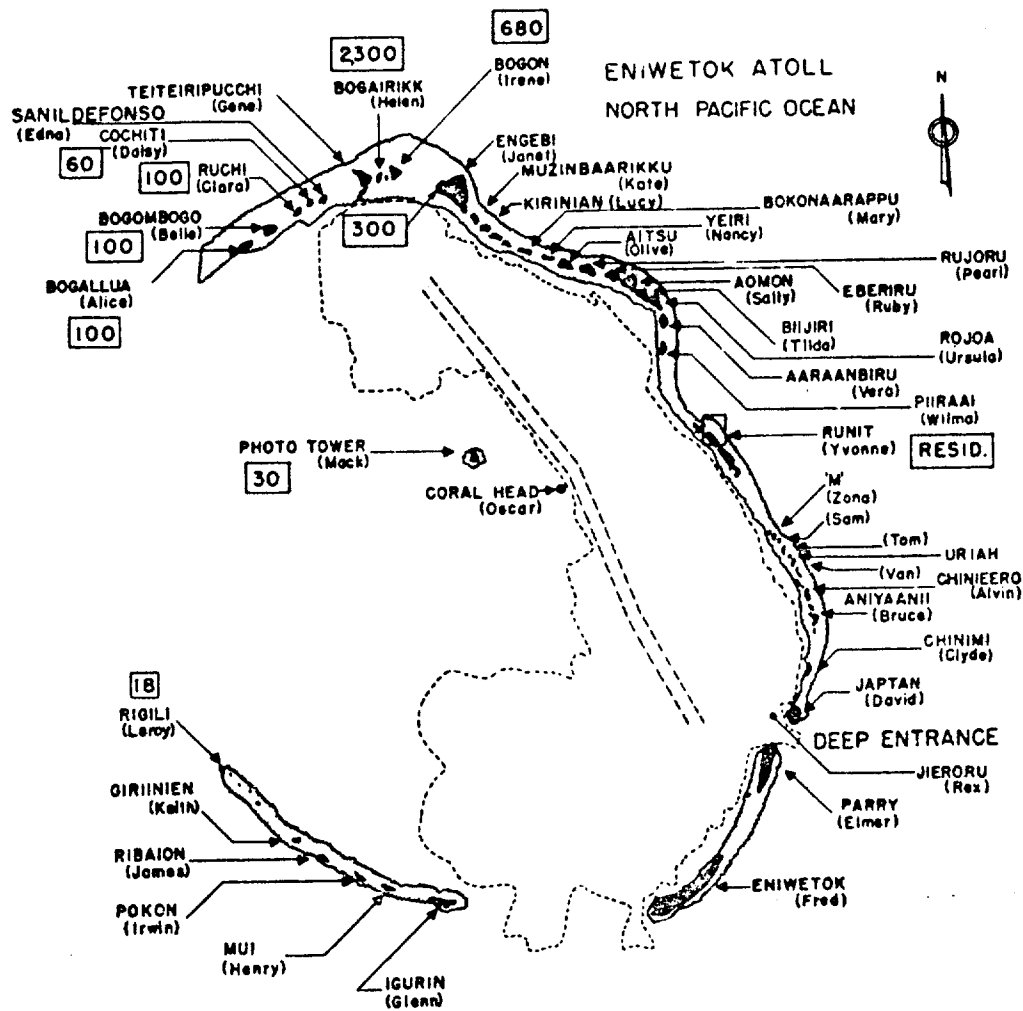 680
2,300
BOGON
(Irene)
ENIWETOK ATOLL
NORTH PACIFIC OCEAN
N
TEITEIRIPUCCHI
(Gene)
BOGAIRIKK
(Helen)
SANILDEFONSO
(Edna)
COCHITI
(Daisy)
60
RUCHI
(Clara)
100
ENGEBI
(Janet)
MUZINBAARIKKU
(Kate)
KIRINIAN (Lucy)
BOKONAARAPPU
(Mary)
YEIRI
(Nancy)
AITSU
(Olive)
BOGOMBOGO
(Belle)
100
300
RUJORU
(Pearl)
EBERIRU
(Ruby)
AOMON
(Sally)
BOGALLUA
(Alice)
100
BIIJIRI
(Tilda)
ROJOA
(Ursula)
AARAANBIRU
(Vera)
PIIRAAI
(Wilma)
RUNIT
(Yvonne)
RESID.
PHOTO TOWER
(Mack)
30
CORAL HEAD
(Oscar)
'M'
(Zona)
(Sam)
(Tom)
URIAH
(Van)
CHINIEERO
(Alvin)
ANIYAANII
(Bruce)
CHINIMI
(Clyde)
JAPTAN
(David)
DEEP ENTRANCE
JIERORU
(Rex)
PARRY
(Elmer)
ENIWETOK
(Fred)
18
RIGILI
(Leroy)
GIRIINIEN
(Keith)
RIBAION
(James)
POKON
(Irwin)
MUI
(Henry)
IGURIN
(Glenn)